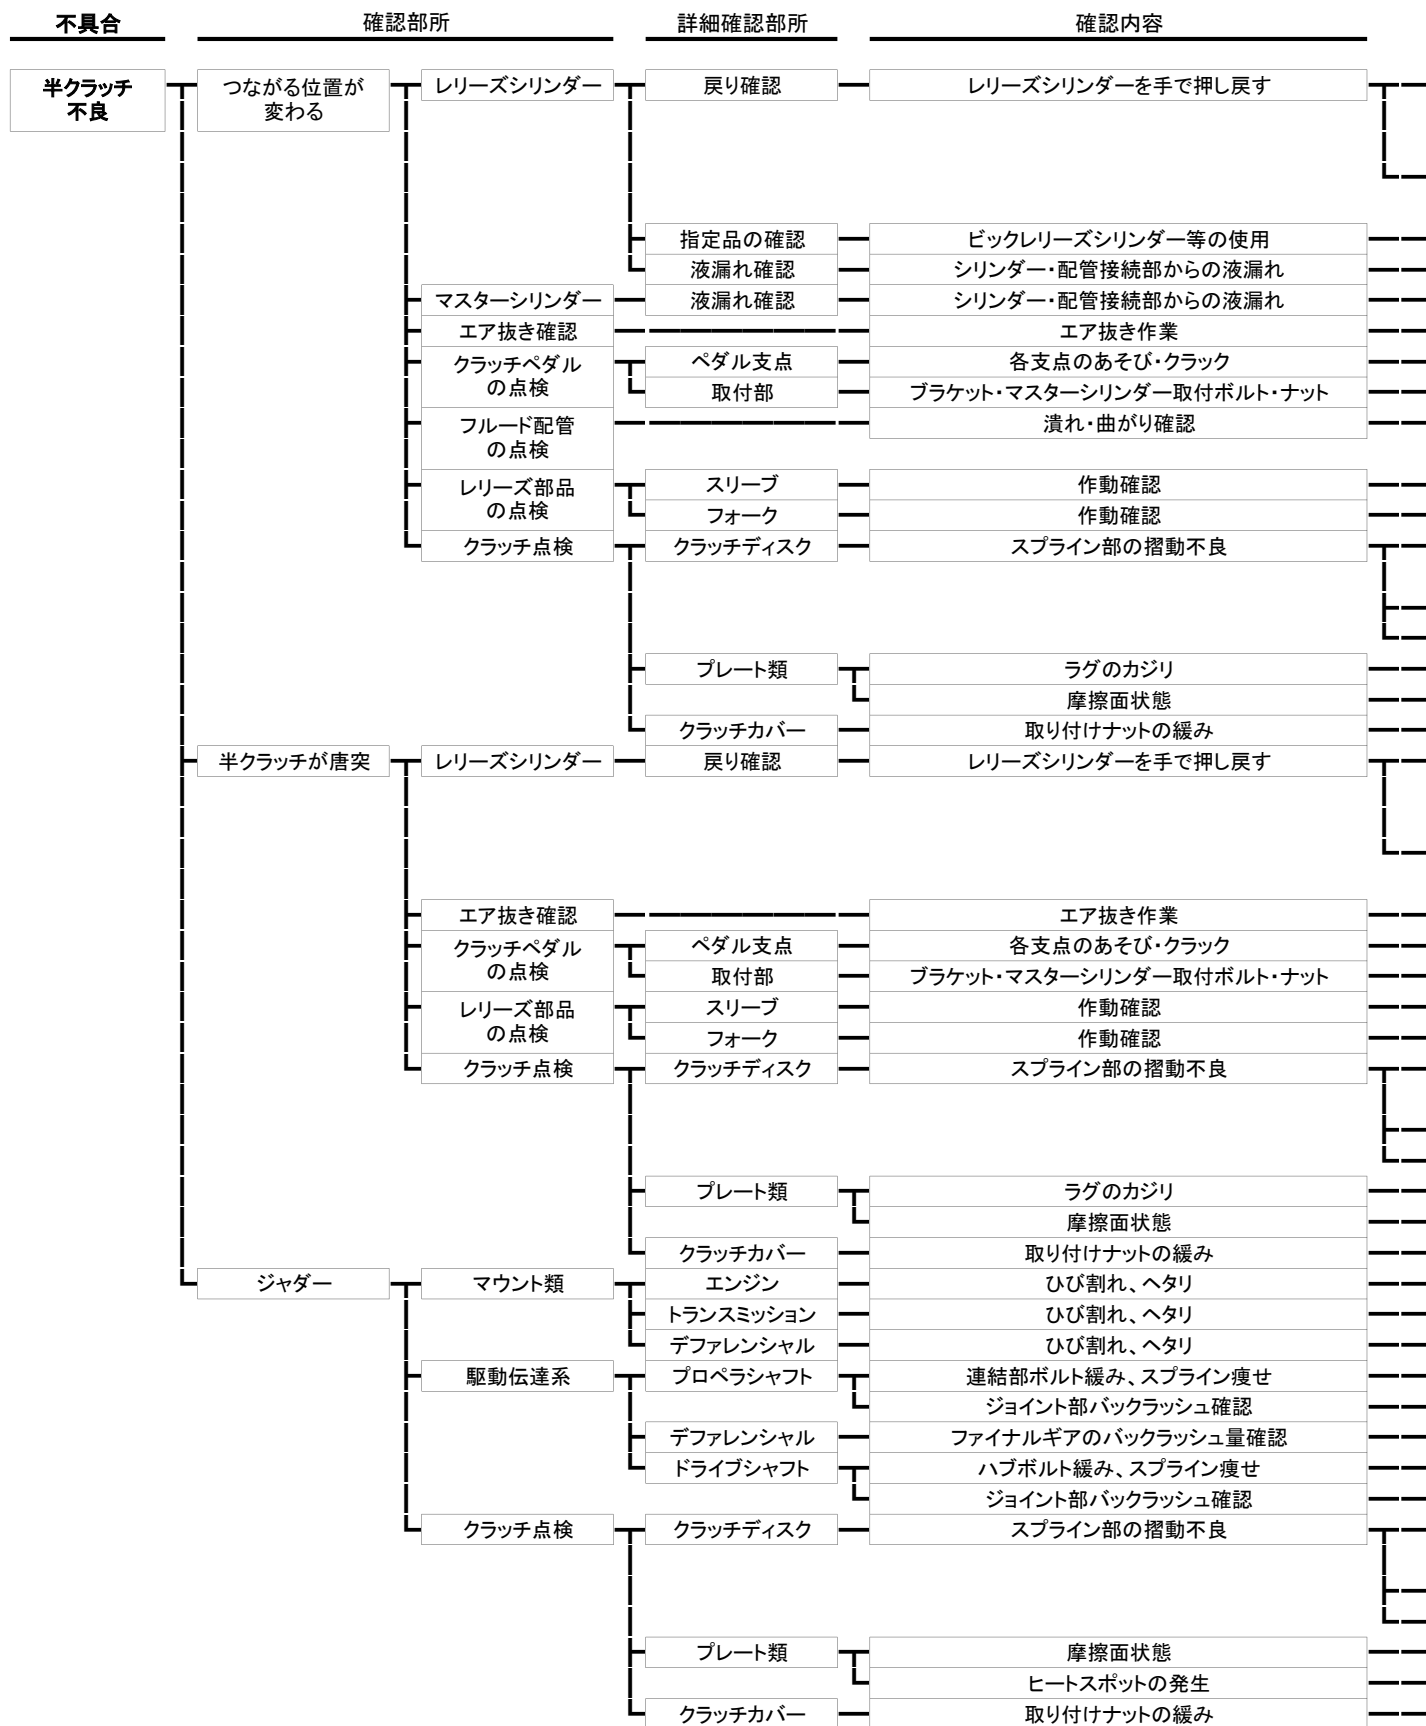 不具合 確認部所 詳細確認部所 確認内容
半クラッチ
不良
つながる位置が
変わる
レリーズシリンダー 戻り確認 レリーズシリンダーを手で押し戻す
指定品の確認 ビックレリーズシリンダー等の使用
液漏れ確認 シリンダー・配管接続部からの液漏れ
マスターシリンダー 液漏れ確認 シリンダー・配管接続部からの液漏れ
エア抜き確認 エア抜き作業
クラッチペダル
の点検
ペダル支点 各支点のあそび・クラック
取付部 ブラケット・マスターシリンダー取付ボルト・ナット
フルード配管
の点検
潰れ・曲がり確認
レリーズ部品
の点検
スリーブ 作動確認
フォーク 作動確認
クラッチ点検 クラッチディスク スプライン部の摺動不良
プレート類 ラグのカジリ
摩擦面状態
クラッチカバー 取り付けナットの緩み
半クラッチが唐突 レリーズシリンダー 戻り確認 レリーズシリンダーを手で押し戻す
エア抜き確認 エア抜き作業
クラッチペダル
の点検
ペダル支点 各支点のあそび・クラック
取付部 ブラケット・マスターシリンダー取付ボルト・ナット
レリーズ部品
の点検
スリーブ 作動確認
フォーク 作動確認
クラッチ点検 クラッチディスク スプライン部の摺動不良
プレート類 ラグのカジリ
摩擦面状態
クラッチカバー 取り付けナットの緩み
ジャダー マウント類 エンジン ひび割れ、ヘタリ
トランスミッション ひび割れ、ヘタリ
デファレンシャル ひび割れ、ヘタリ
駆動伝達系 プロペラシャフト 連結部ボルト緩み、スプライン痩せ
ジョイント部バックラッシュ確認
デファレンシャル ファイナルギアのバックラッシュ量確認
ドライブシャフト ハブボルト緩み、スプライン痩せ
ジョイント部バックラッシュ確認
クラッチ点検 クラッチディスク スプライン部の摺動不良
プレート類 摩擦面状態
ヒートスポットの発生
クラッチカバー 取り付けナットの緩み